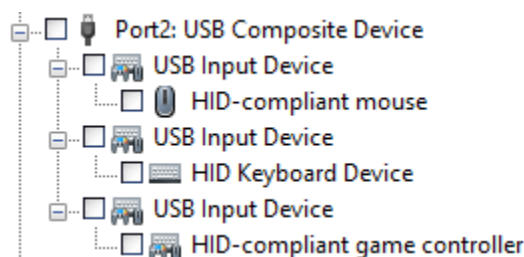 Port2: USB Composite Device
USB Input Device
HID-compliant mouse
USB Input Device
HID Keyboard Device
USB Input Device
HID-compliant game controller